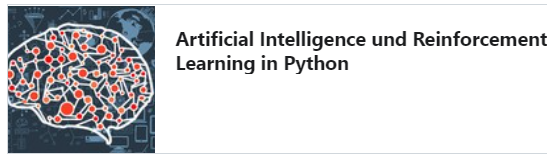 Artificial Intelligence und Reinforcement
Learning in Python